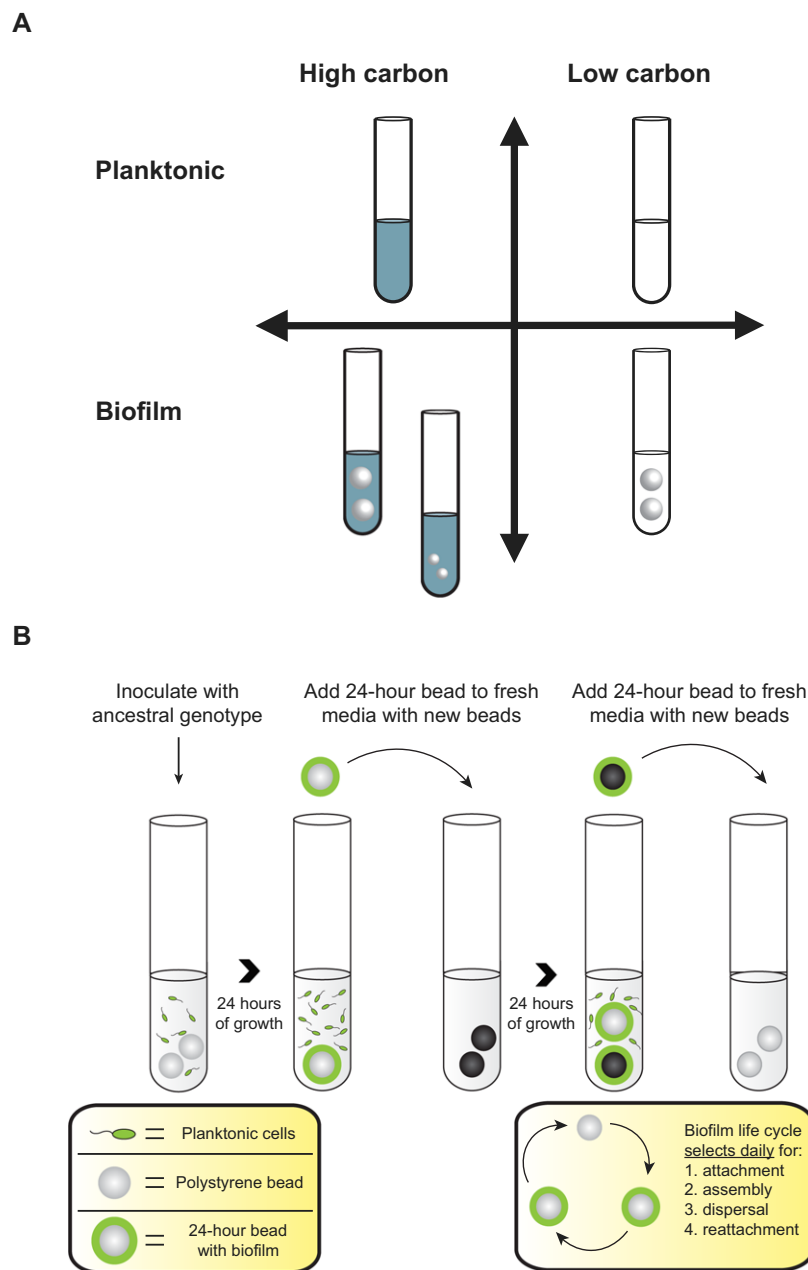 A
High carbon
Low carbon
Planktonic
Biofilm
B
Inoculate with
ancestral genotype
Add 24-hour bead to fresh
media with new beads
Add 24-hour bead to fresh
media with new beads
24 hours
of growth
24 hours
of growth
= Planktonic cells
= Polystyrene bead
= 24-hour bead
with biofilm
Biofilm life cycle
selects daily for:
1. attachment
2. assembly
3. dispersal
4. reattachment